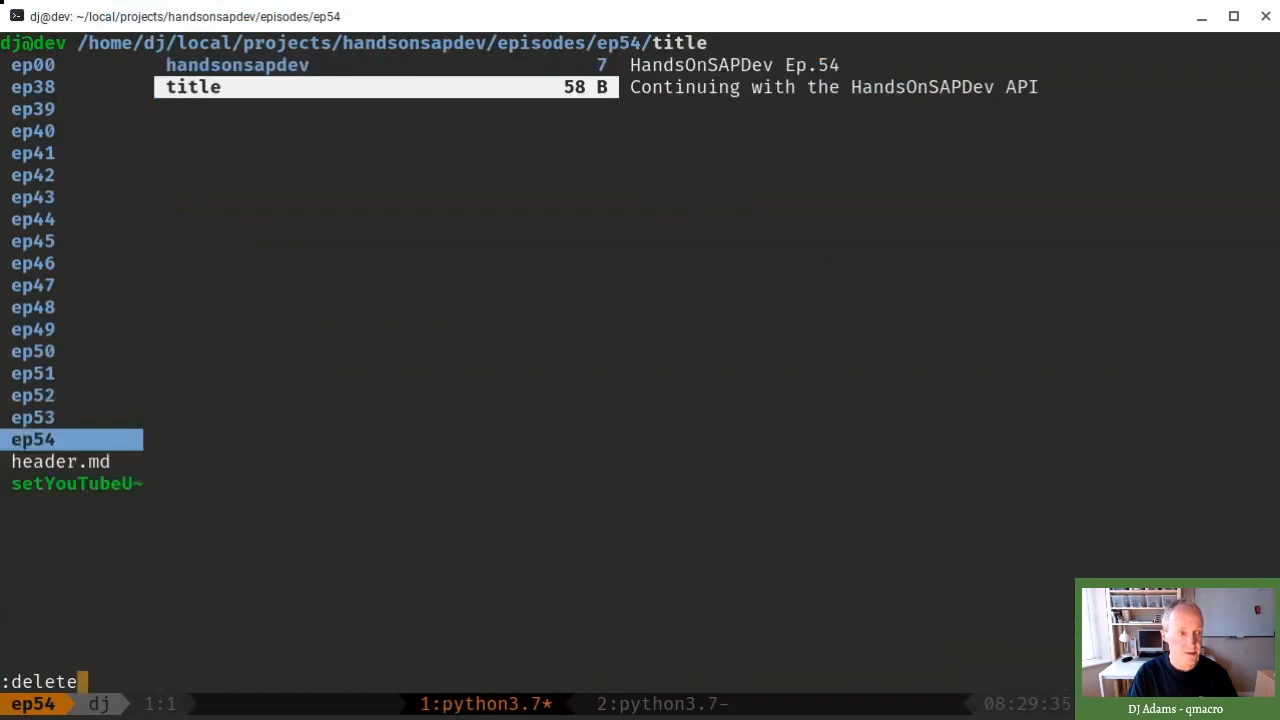 dj@dev: ~/local/projects/handsonsapdev/episodes/ep54
dj@dev /home/dj/local/projects/handsonsapdev/episodes/ep54/title
ep00 handsonsapdev 7 HandsOnSAPDev Ep.54
ep38 title 58 B Continuing with the HandsOnSAPDev API
ep39
ep40
ep41
ep42
ep43
ep44
ep45
ep46
ep47
ep48
ep49
ep50
ep51
ep52
ep53
ep54
header.md
setYouTubeU~
:delete
ep54 dj 1:1 1:python3.7* 2:python3.7- 08:29:35
DJ Adams - qmacro